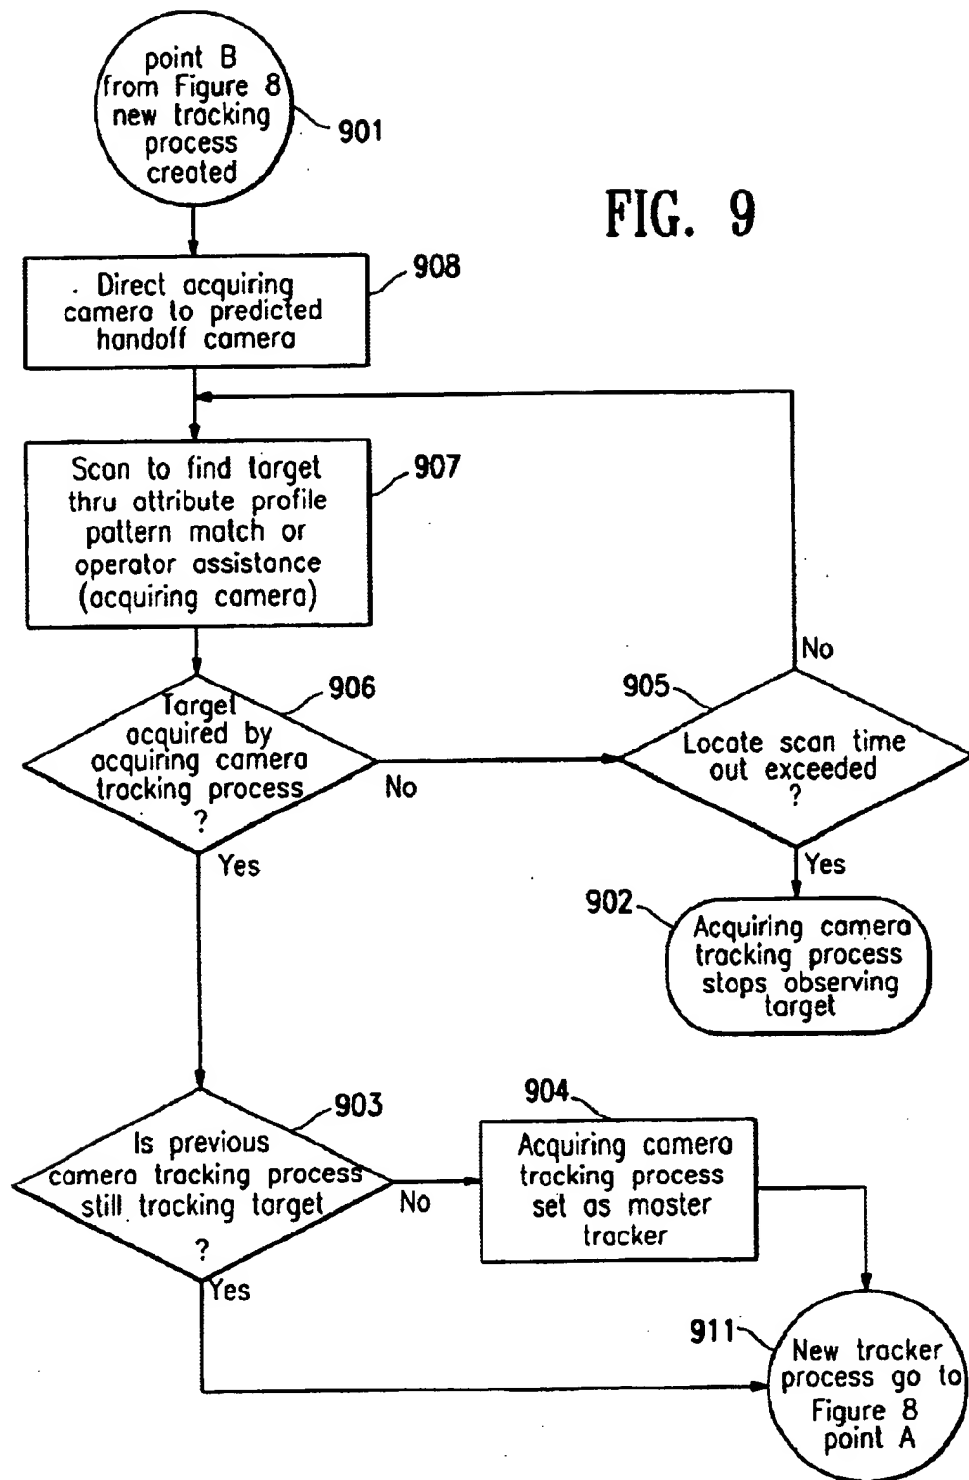 point B
from Figure 8
new tracking
process
created
901
FIG. 9
Direct acquiring
camera to predicted
handoff camera
908
Scan to find target
thru attribute profile
pattern match or
operator assistance
(acquiring camera)
907
Target
acquired by
acquiring camera
tracking process
?
906
No
Yes
Locate scan time
out exceeded
?
905
No
Yes
902
Acquiring camera
tracking process
stops observing
target
Is previous
camera tracking process
still tracking target
?
903
No
Yes
904
Acquiring camera
tracking process
set as master
tracker
911
New tracker
process go to
Figure 8
point A